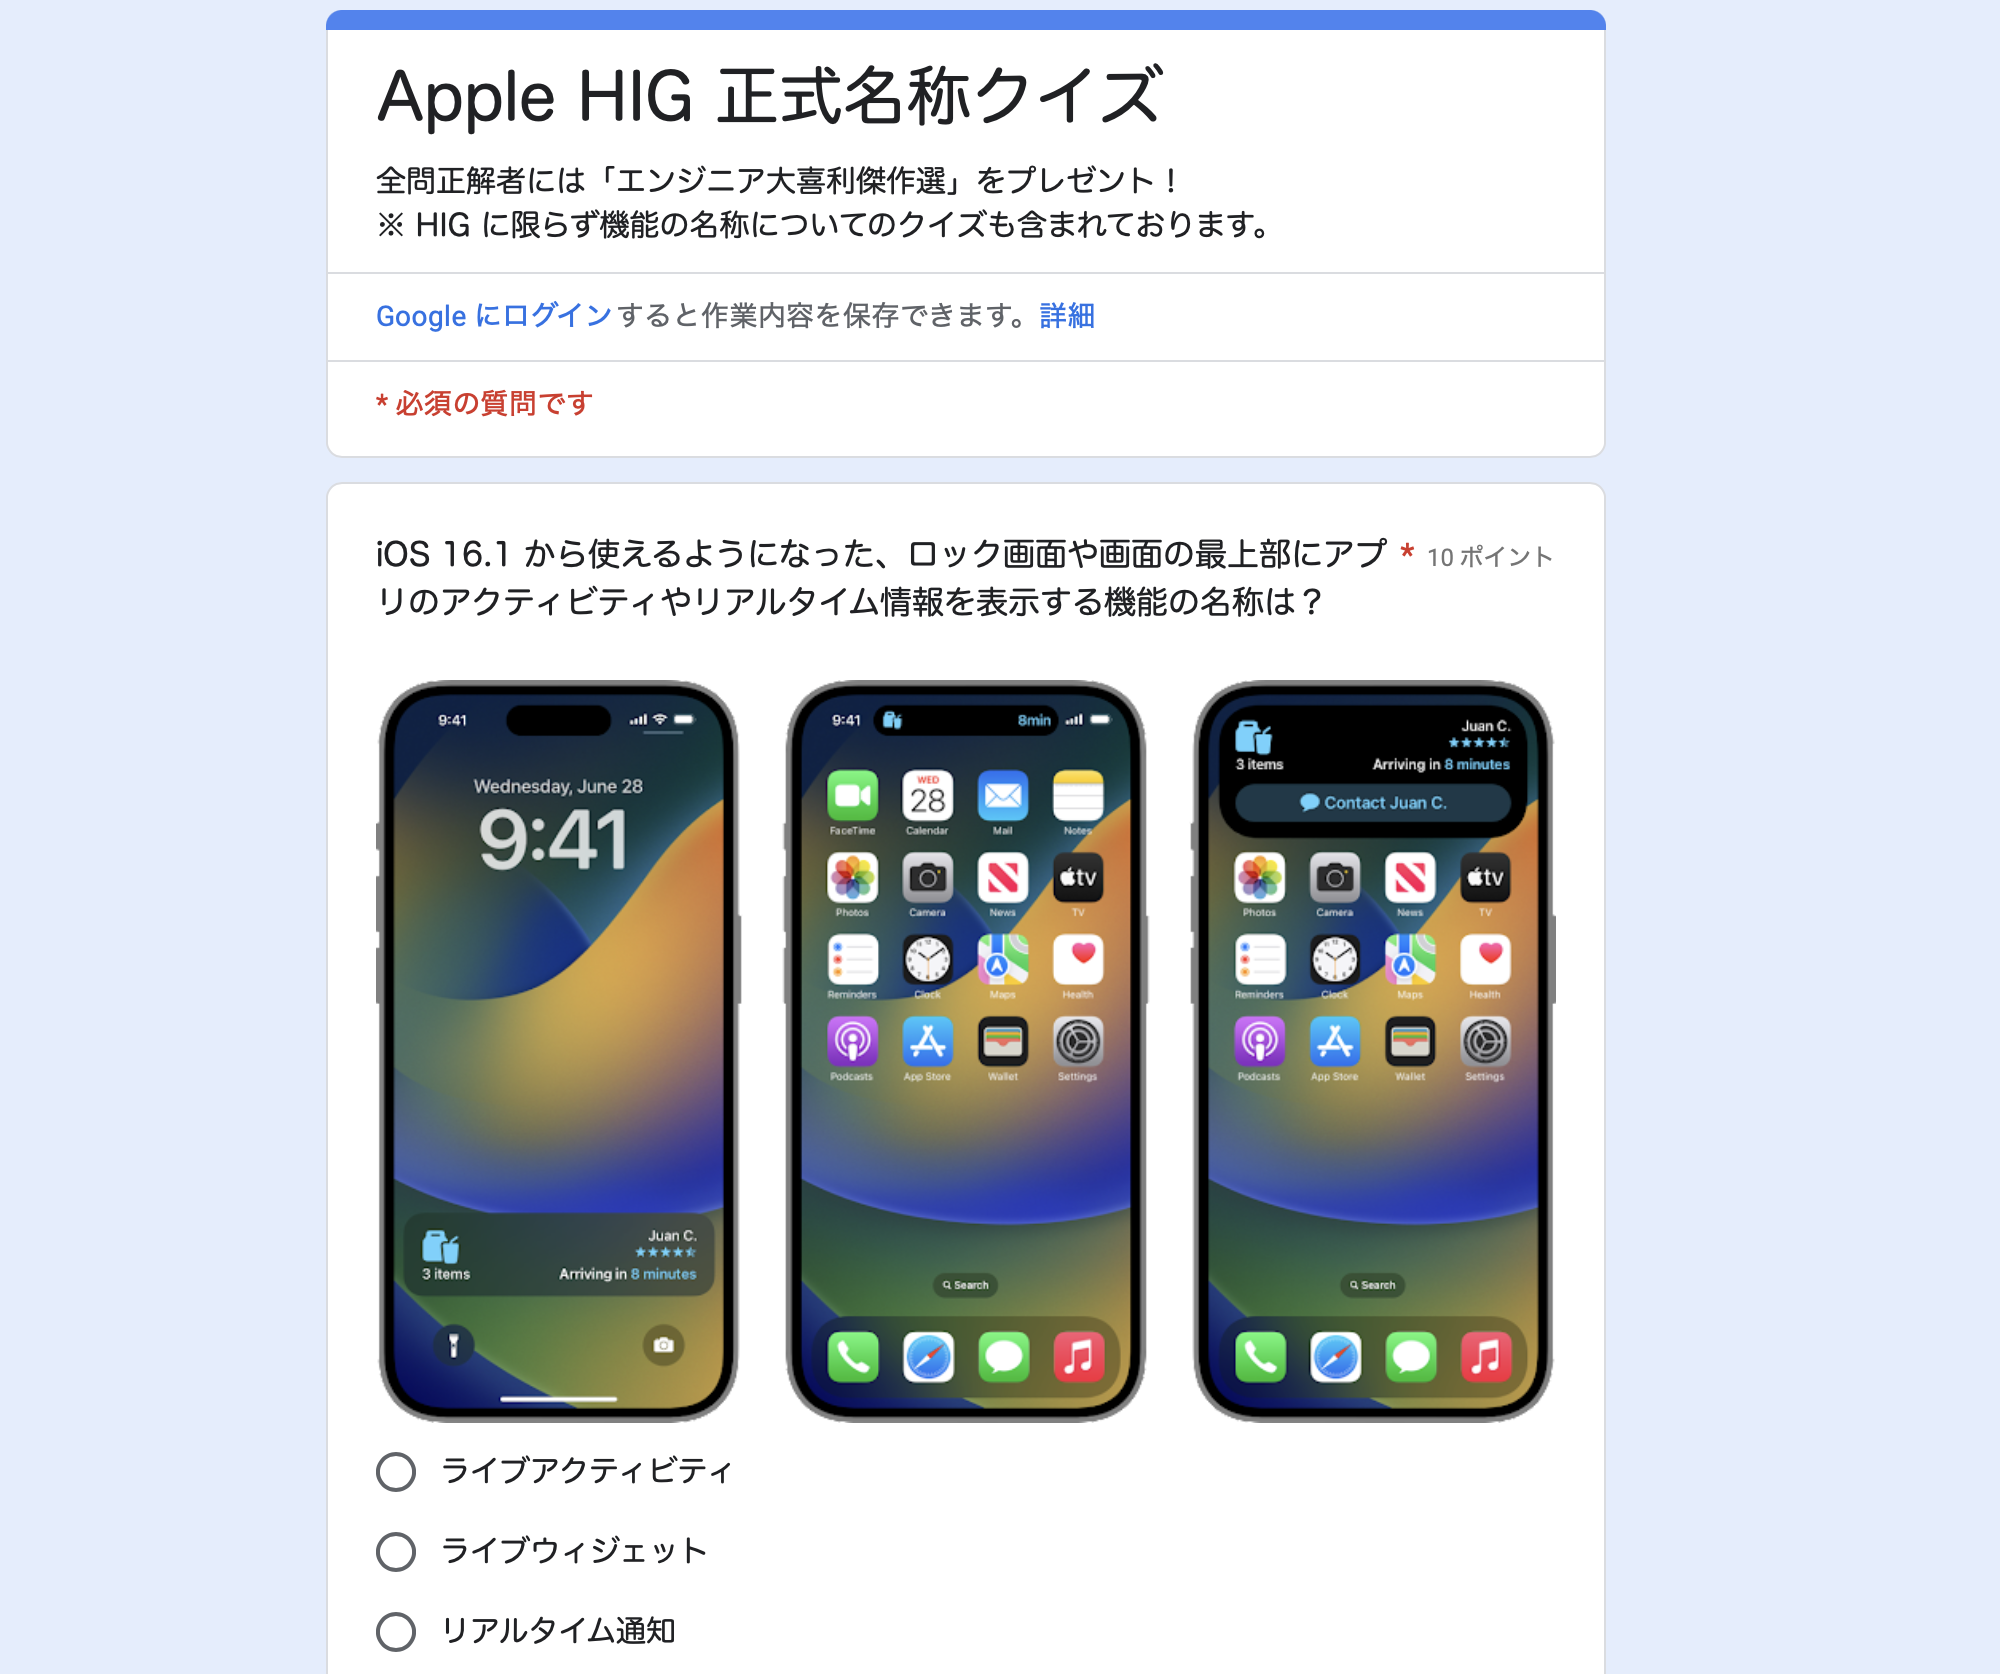 Apple HIG 正式名称クイズ
全問正解者には「エンジニア大喜利傑作選」をプレゼント！
※ HIG に限らず機能の名称についてのクイズも含まれております。
Google にログインすると作業内容を保存できます。詳細
* 必須の質問です
iOS 16.1 から使えるようになった、ロック画面や画面の最上部にアプ * 10 ポイント
リのアクティビティやリアルタイム情報を表示する機能の名称は？
9:41
Wednesday, June 28
9:41
Juan C.
3 items
Arriving in 8 minutes
9:41
8min
WED
28
FaceTime Calendar Mail Notes
tv
Photos Camera News TV
Reminders Clock Maps Health
Podcasts App Store Wallet Settings
Search
Juan C.
3 items Arriving in 8 minutes
Contact Juan C.
tv
Photos Camera News TV
Reminders Clock Maps Health
Podcasts App Store Wallet Settings
Search
ライブアクティビティ
ライブウィジェット
リアルタイム通知